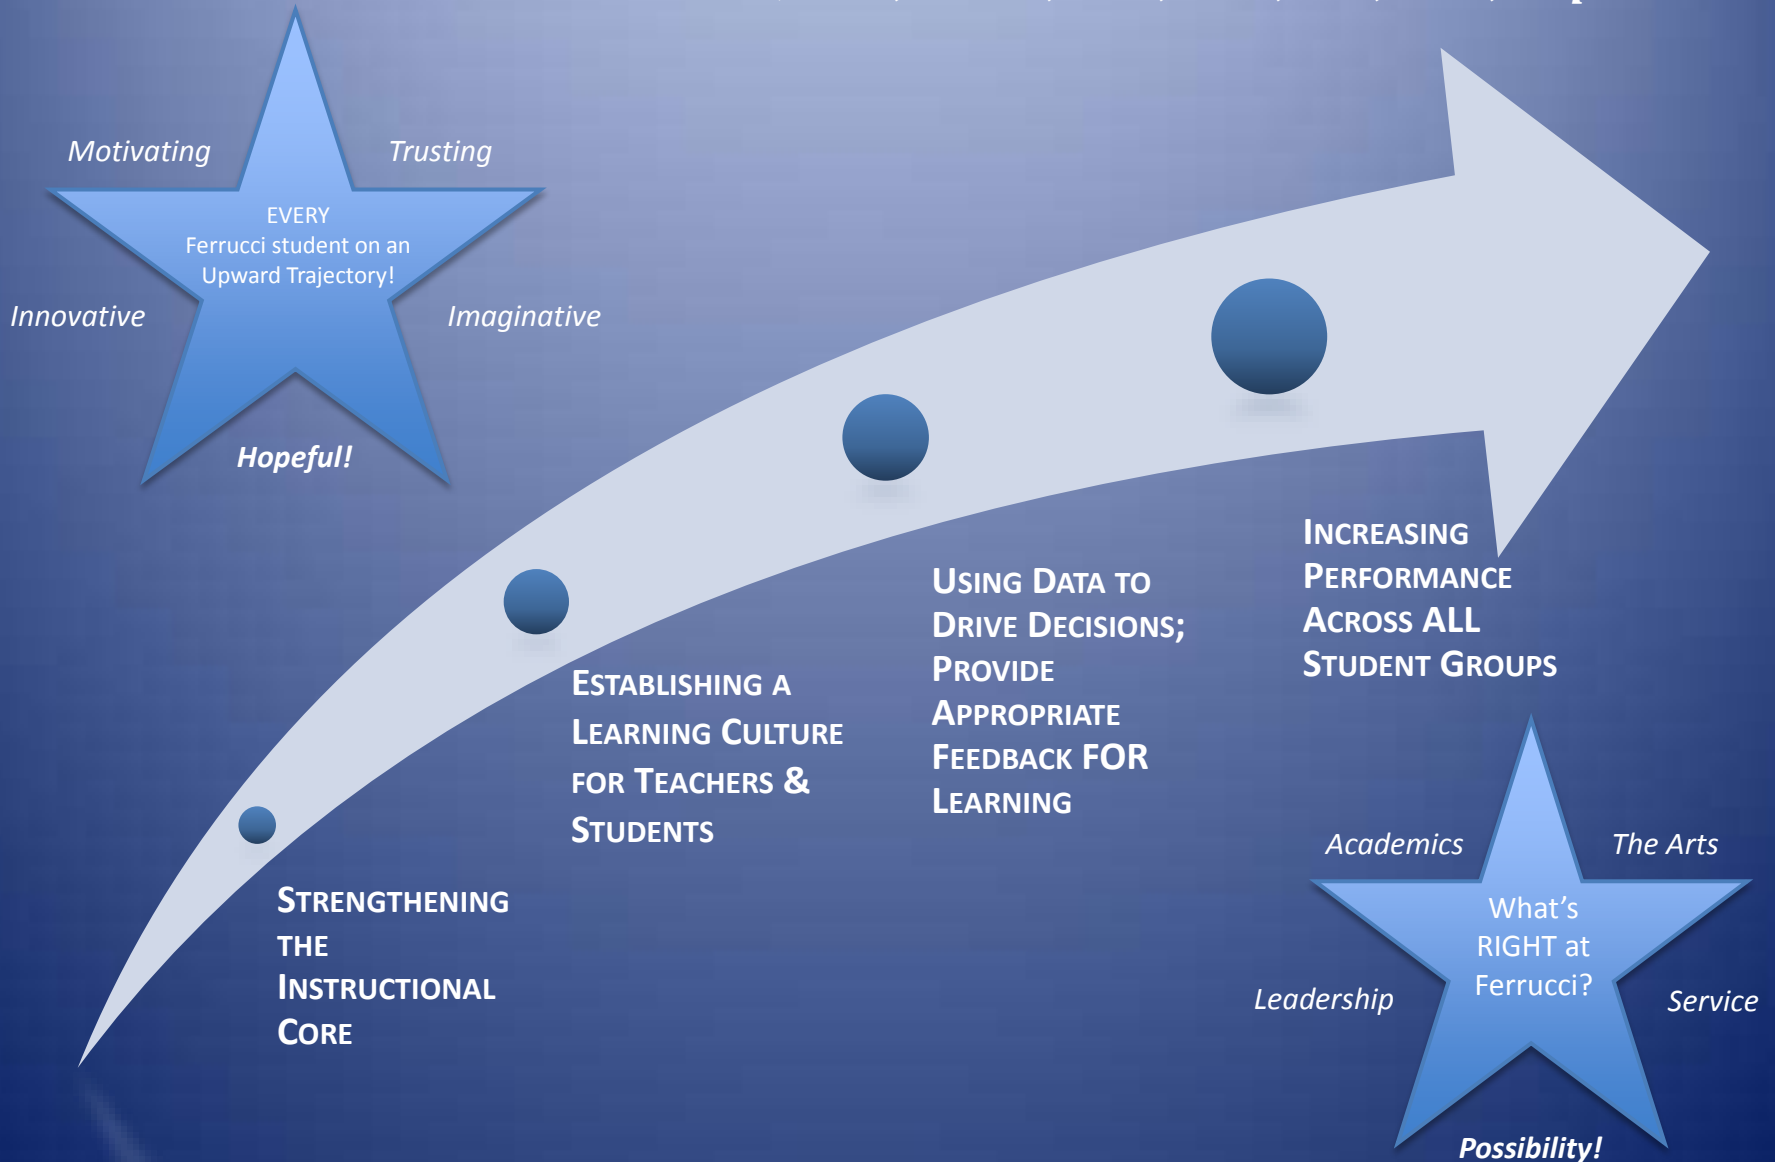 Motivating
Trusting
EVERY
Ferrucci student on an
Upward Trajectory!
Innovative
Imaginative
Hopeful!
STRENGTHENING
THE
INSTRUCTIONAL
CORE
ESTABLISHING A
LEARNING CULTURE
FOR TEACHERS &
STUDENTS
USING DATA TO
DRIVE DECISIONS;
PROVIDE
APPROPRIATE
FEEDBACK FOR
LEARNING
INCREASING
PERFORMANCE
ACROSS ALL
STUDENT GROUPS
Academics
The Arts
What’s
RIGHT at
Ferrucci?
Leadership
Service
Possibility!